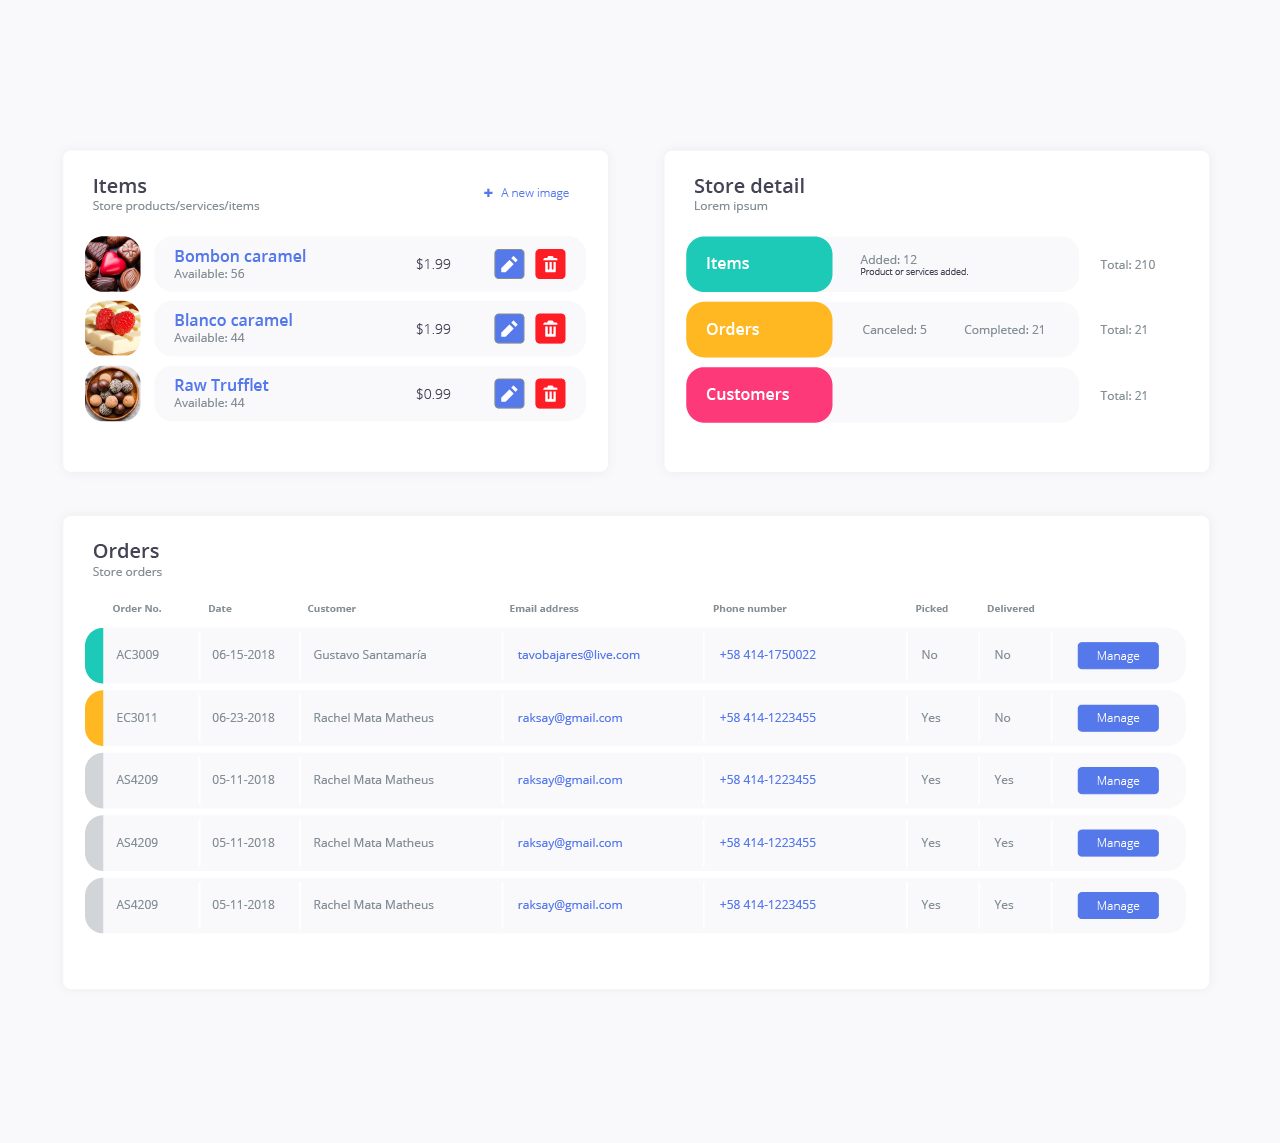 Items
Store products/services/items
A new image
Bombon caramel
Available: 56
$1.99
Blanco caramel
Available: 44
$1.99
Raw Trufflet
Available: 44
$0.99
Store detail
Lorem ipsum
Items
Added: 12
Product or services added.
Total: 210
Orders
Canceled: 5 Completed: 21
Total: 21
Customers
Total: 21
Orders
Store orders
Order No. Date Customer Email address Phone number Picked Delivered
AC3009 06-15-2018 Gustavo Santamaría tavobajares@live.com +58 414-1750022 No No Manage
EC3011 06-23-2018 Rachel Mata Matheus raksay@gmail.com +58 414-1223455 Yes No Manage
AS4209 05-11-2018 Rachel Mata Matheus raksay@gmail.com +58 414-1223455 Yes Yes Manage
AS4209 05-11-2018 Rachel Mata Matheus raksay@gmail.com +58 414-1223455 Yes Yes Manage
AS4209 05-11-2018 Rachel Mata Matheus raksay@gmail.com +58 414-1223455 Yes Yes Manage